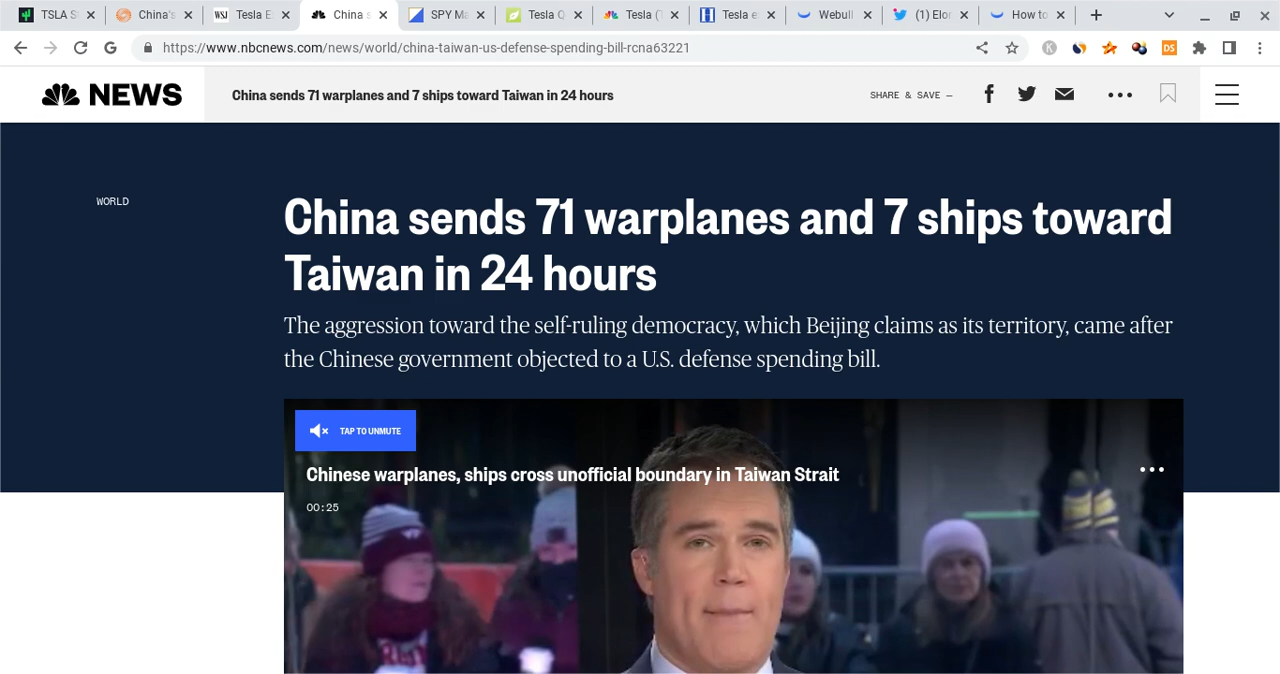 TSLA S
China's
WSJ
Tesla E
China s
SPY Ma
Tesla Q
Tesla (T
Tesla e
Webull
(1) Elor
How to
https://www.nbcnews.com/news/world/china-taiwan-us-defense-spending-bill-rcna63221
K
DS
NEWS
China sends 71 warplanes and 7 ships toward Taiwan in 24 hours
SHARE & SAVE —
WORLD
China sends 71 warplanes and 7 ships toward
Taiwan in 24 hours
The aggression toward the self-ruling democracy, which Beijing claims as its territory, came after
the Chinese government objected to a U.S. defense spending bill.
TAP TO UNMUTE
Chinese warplanes, ships cross unofficial boundary in Taiwan Strait
00:25